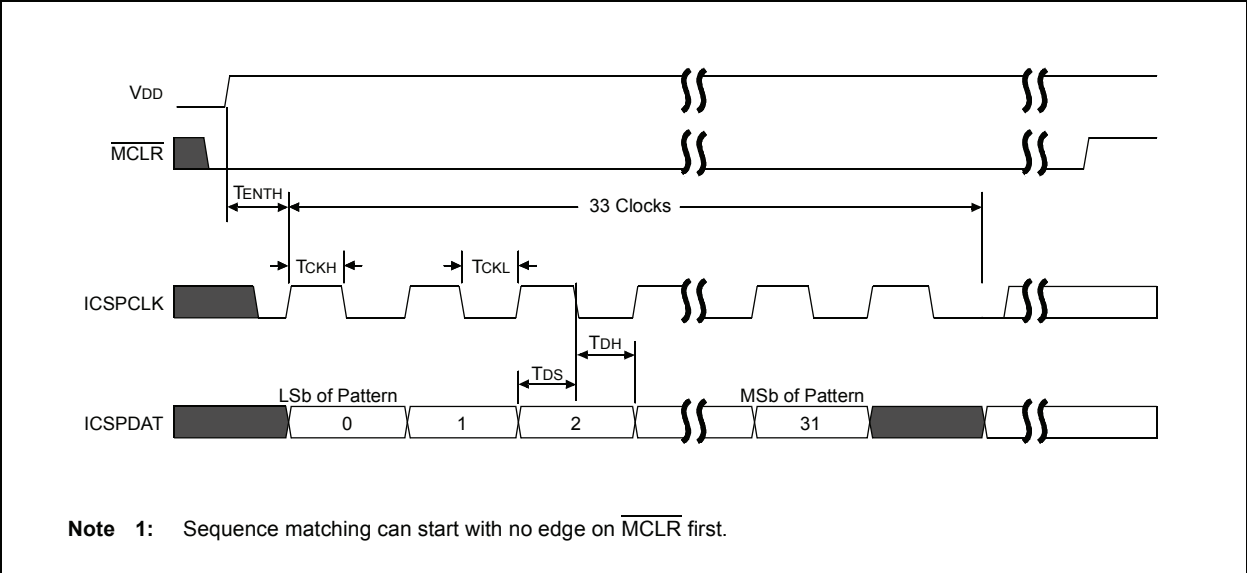 VDD
MCLR
TENTH
33 Clocks
TCKH
TCKL
ICSPCLK
TDH
TDS
LSb of Pattern
MSb of Pattern
ICSPDAT
0
1
2
31
Note 1: Sequence matching can start with no edge on MCLR first.